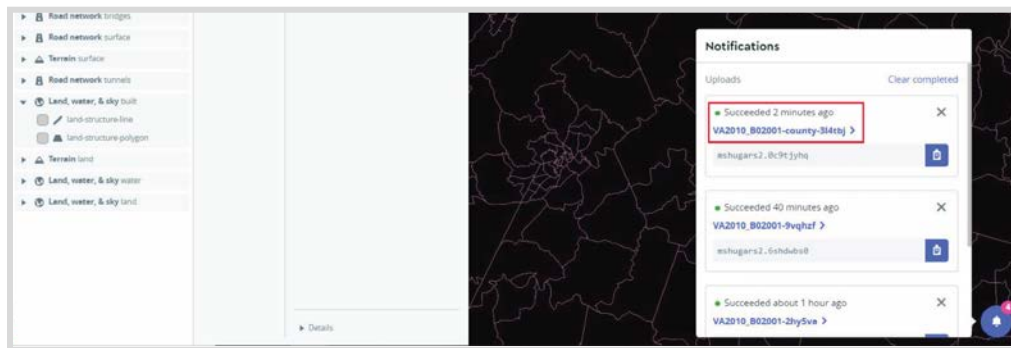 Road network bridges
Road network surface
Terrain surface
Road network tunnels
Land, water, & sky built
land-structure-line
land-structure-polygon
Terrain land
Land, water, & sky water
Land, water, & sky land
Details
Notifications
Uploads
Clear completed
Succeeded 2 minutes ago
VA2010_B02001-county-3l4tbj >
mshugars2.0c9tjyhq
Succeeded 40 minutes ago
VA2010_B02001-9vqhzf >
mshugars2.6shdwbs0
Succeeded about 1 hour ago
VA2010_B02001-2hy5va >
4